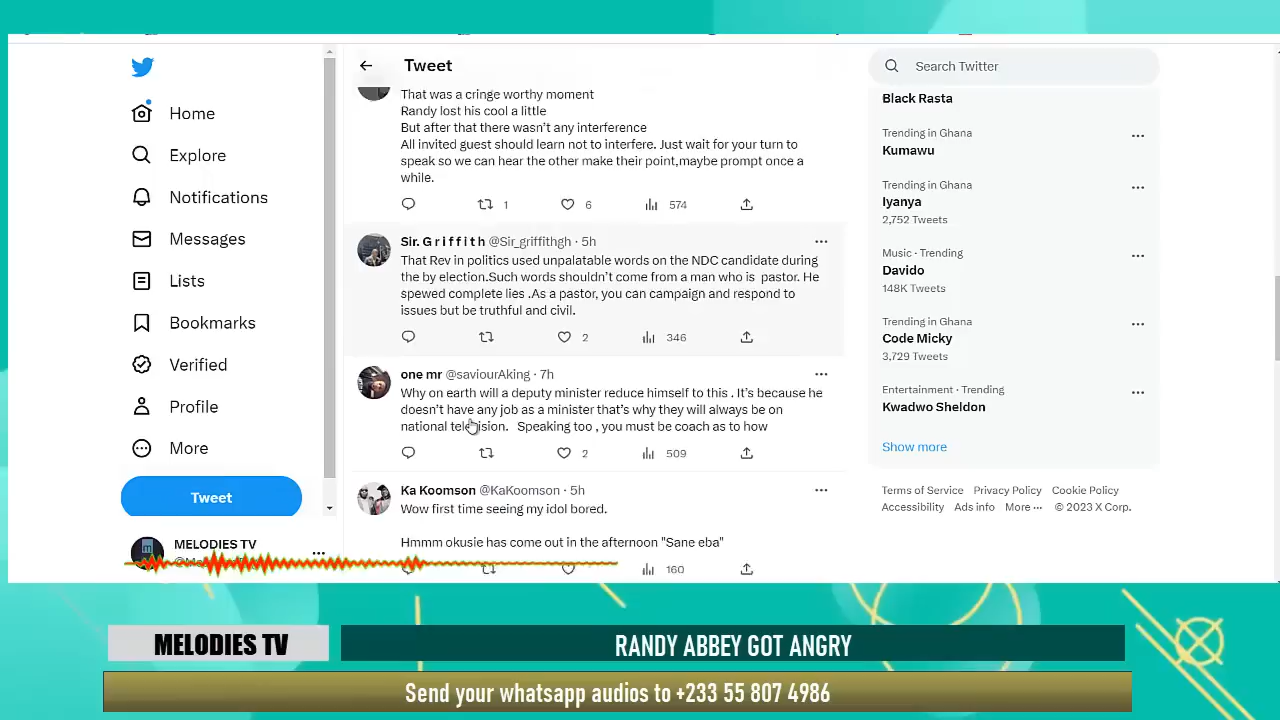 Home
Explore
Notifications
Messages
Lists
Bookmarks
Verified
Profile
More
Tweet
MELODIES TV
Tweet
That was a cringe worthy moment
Randy lost his cool a little
But after that there wasn't any interference
All invited guest should learn not to interfere. Just wait for your turn to
speak so we can hear the other make their point,maybe prompt once a
while.
1 6 574
Sir. G r i f f i t h @Sir_griffithgh · 5h
That Rev in politics used unpalatable words on the NDC candidate during
the by election.Such words shouldn't come from a man who is pastor. He
spewed complete lies .As a pastor, you can campaign and respond to
issues but be truthful and civil.
2 346
one mr @saviourAking · 7h
Why on earth will a deputy minister reduce himself to this . It's because he
doesn't have any job as a minister that's why they will always be on
national television. Speaking too , you must be coach as to how
2 509
Ka Koomson @KaKoomson · 5h
Wow first time seeing my idol bored.
Hmmm okusie has come out in the afternoon "Sane eba"
160
Search Twitter
Black Rasta
Trending in Ghana
Kumawu
Trending in Ghana
Iyanya
2,752 Tweets
Music · Trending
Davido
148K Tweets
Trending in Ghana
Code Micky
3,729 Tweets
Entertainment · Trending
Kwadwo Sheldon
Show more
Terms of Service Privacy Policy Cookie Policy
Accessibility Ads info More ··· © 2023 X Corp.
MELODIES TV
RANDY ABBEY GOT ANGRY
Send your whatsapp audios to +233 55 807 4986